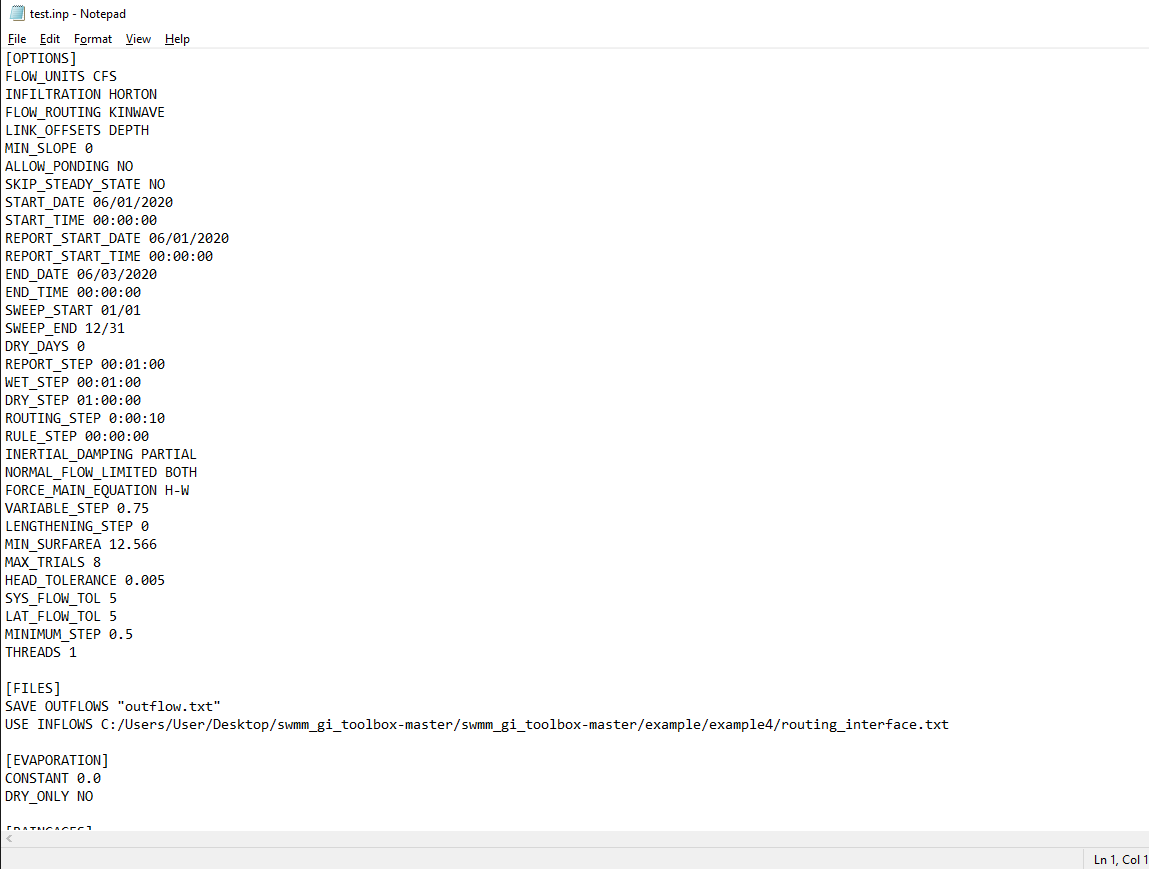 test.inp - Notepad
File Edit Format View Help
[OPTIONS]
FLOW_UNITS CFS
INFILTRATION HORTON
FLOW_ROUTING KINWAVE
LINK_OFFSETS DEPTH
MIN_SLOPE 0
ALLOW_PONDING NO
SKIP_STEADY_STATE NO
START_DATE 06/01/2020
START_TIME 00:00:00
REPORT_START_DATE 06/01/2020
REPORT_START_TIME 00:00:00
END_DATE 06/03/2020
END_TIME 00:00:00
SWEEP_START 01/01
SWEEP_END 12/31
DRY_DAYS 0
REPORT_STEP 00:01:00
WET_STEP 00:01:00
DRY_STEP 01:00:00
ROUTING_STEP 0:00:10
RULE_STEP 00:00:00
INERTIAL_DAMPING PARTIAL
NORMAL_FLOW_LIMITED BOTH
FORCE_MAIN_EQUATION H-W
VARIABLE_STEP 0.75
LENGTHENING_STEP 0
MIN_SURFAREA 12.566
MAX_TRIALS 8
HEAD_TOLERANCE 0.005
SYS_FLOW_TOL 5
LAT_FLOW_TOL 5
MINIMUM_STEP 0.5
THREADS 1
[FILES]
SAVE OUTFLOWS "outflow.txt"
USE INFLOWS C:/Users/User/Desktop/swmm_gi_toolbox-master/swmm_gi_toolbox-master/example/example4/routing_interface.txt
[EVAPORATION]
CONSTANT 0.0
DRY_ONLY NO
[RAINGAGES]
Ln 1, Col 1